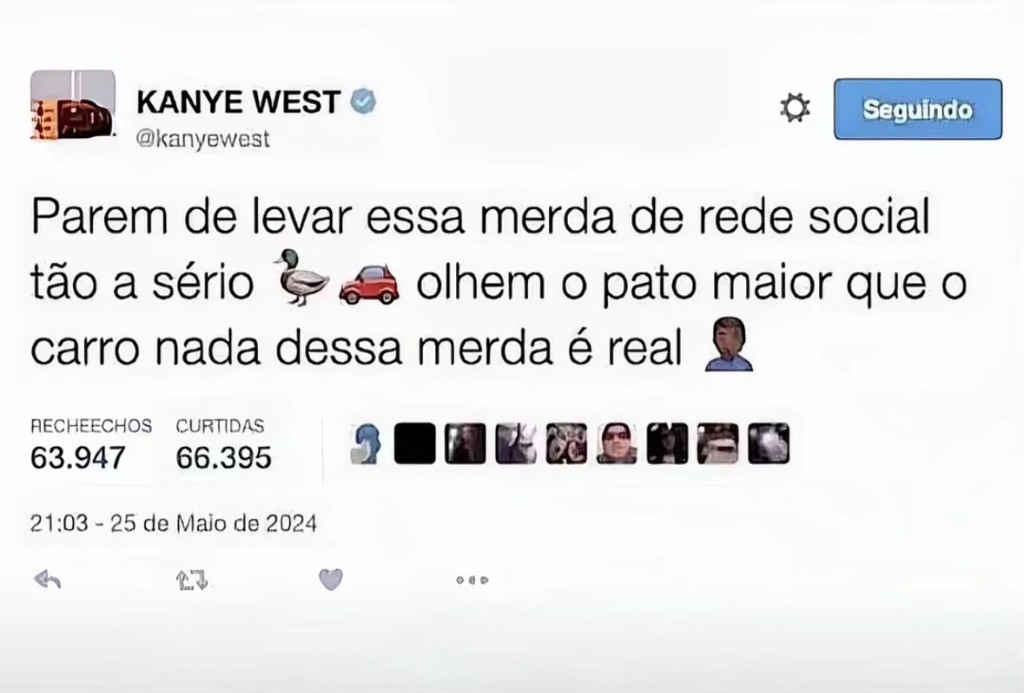 KANYE WEST
@kanyewest
Seguindo
Parem de levar essa merda de rede social
tão a sério 🦆🚗 olhem o pato maior que o
carro nada dessa merda é real 👤
RECHEECHOS CURTIDAS
63.947 66.395
21:03 - 25 de Maio de 2024